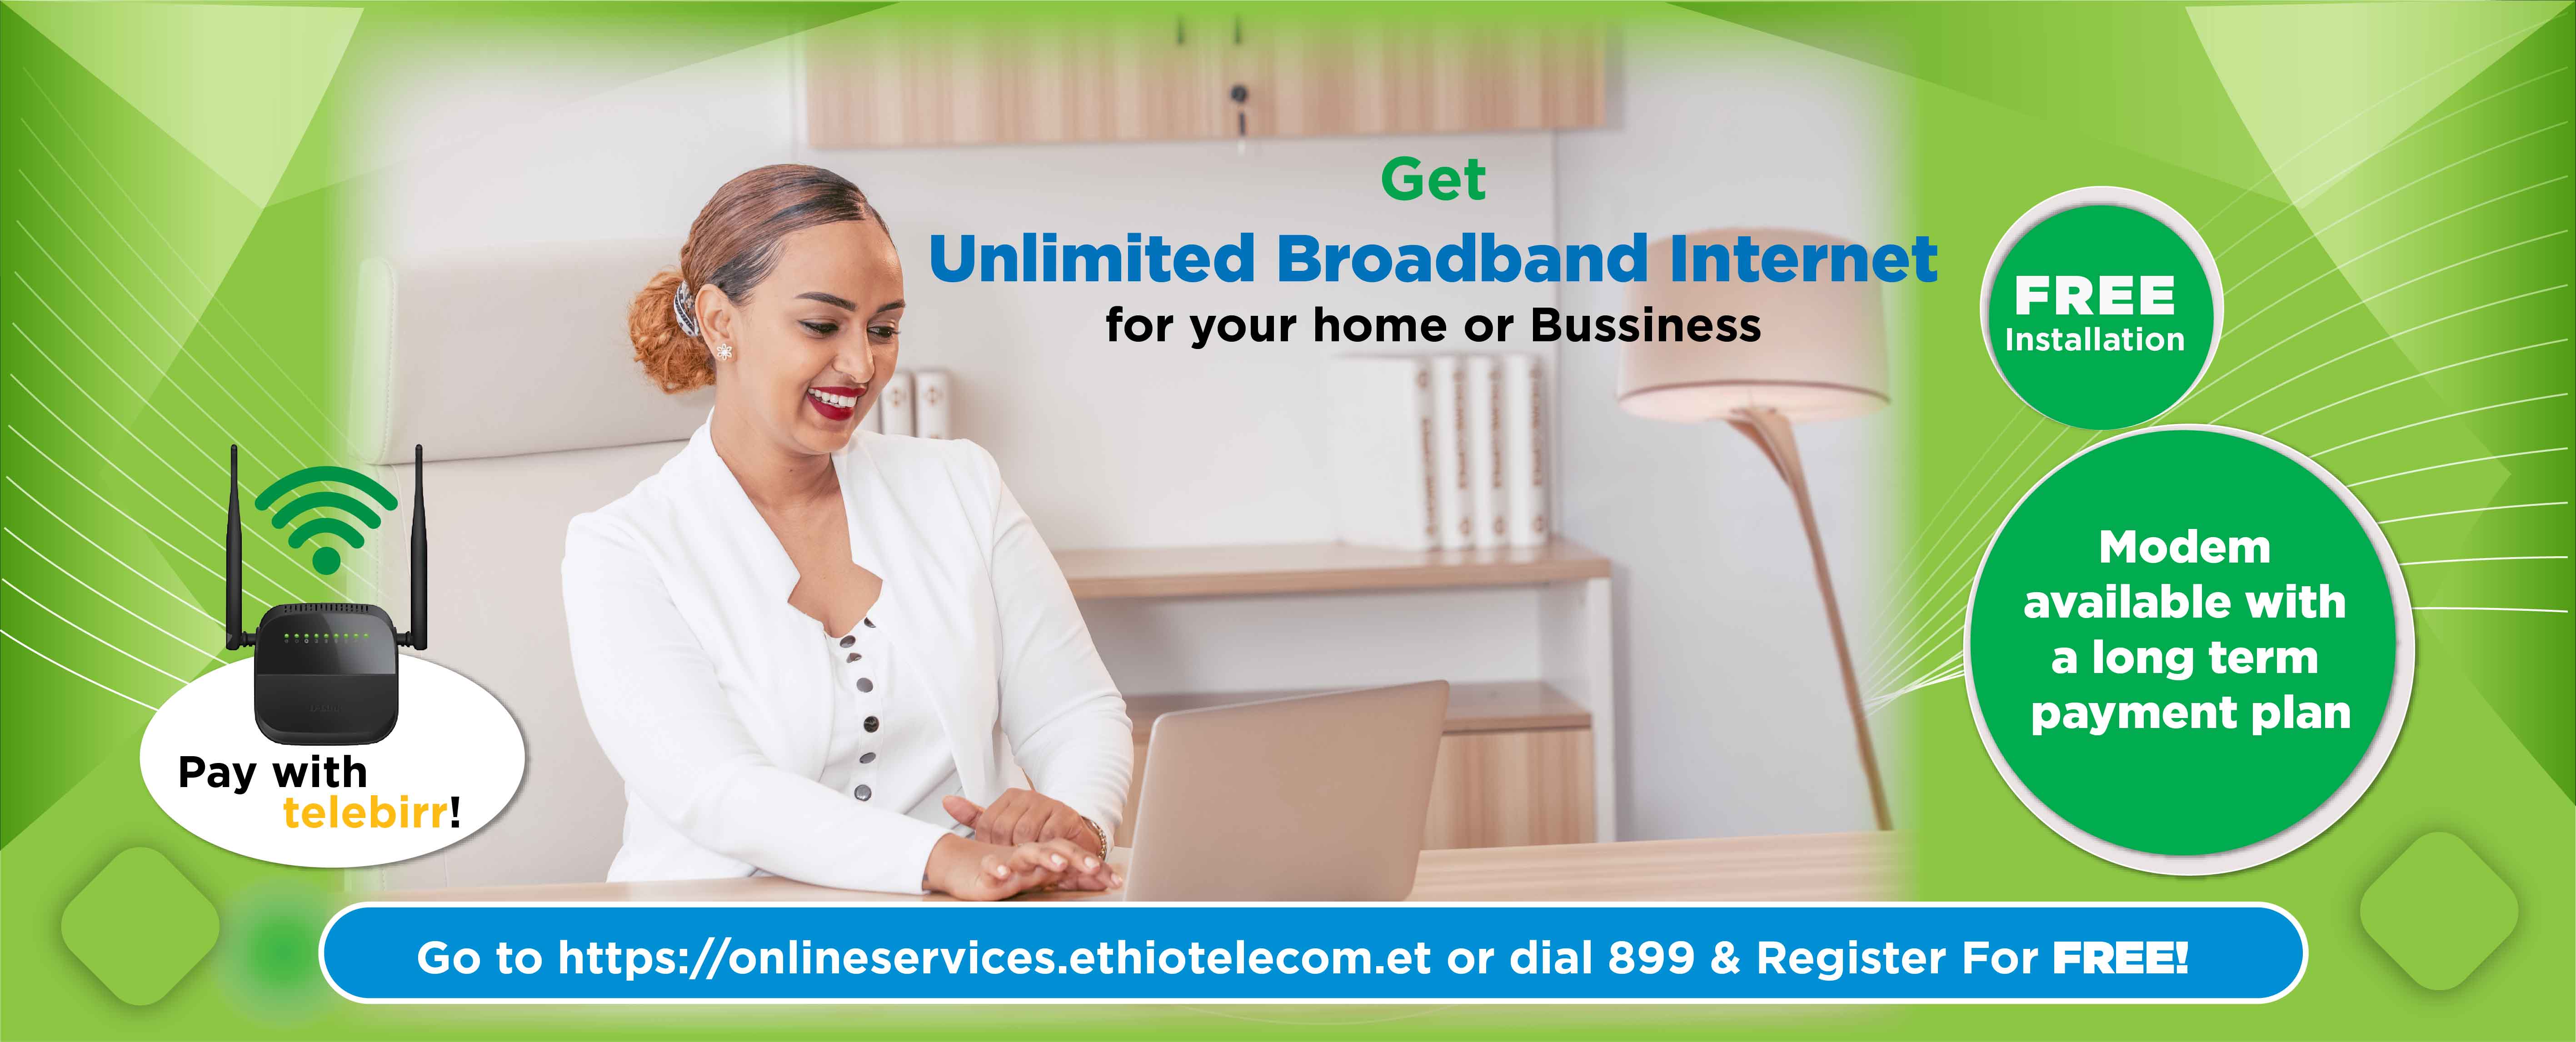 Get
Unlimited Broadband Internet
for your home or Bussiness
FREE
Installation
Modem
available with
a long term
payment plan
Pay with
telebirr!
Go to https://onlineservices.ethiotelecom.et or dial 899 & Register For FREE!